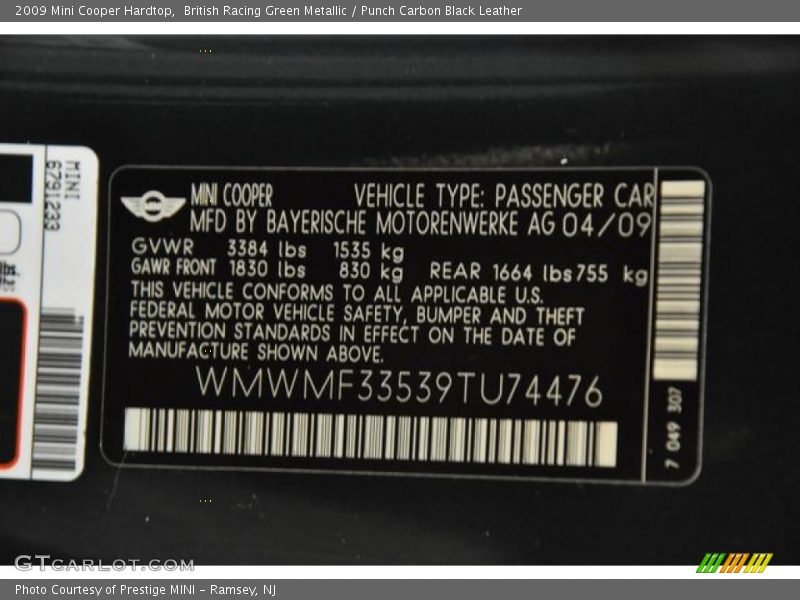 2009 Mini Cooper Hardtop,  British Racing Green Metallic / Punch Carbon Black Leather
MINI
6791233
lbs.
MINI COOPER VEHICLE TYPE: PASSENGER CAR
MFD BY BAYERISCHE MOTORENWERKE AG 04/09
GVWR 3384 lbs 1535 kg
GAWR FRONT 1830 lbs 830 kg REAR 1664 lbs 755 kg
THIS VEHICLE CONFORMS TO ALL APPLICABLE U.S.
FEDERAL MOTOR VEHICLE SAFETY, BUMPER AND THEFT
PREVENTION STANDARDS IN EFFECT ON THE DATE OF
MANUFACTURE SHOWN ABOVE.
WMWMF33539TU74476
7 049 307
GTCARLOT.COM
Photo Courtesy of Prestige MINI - Ramsey, NJ